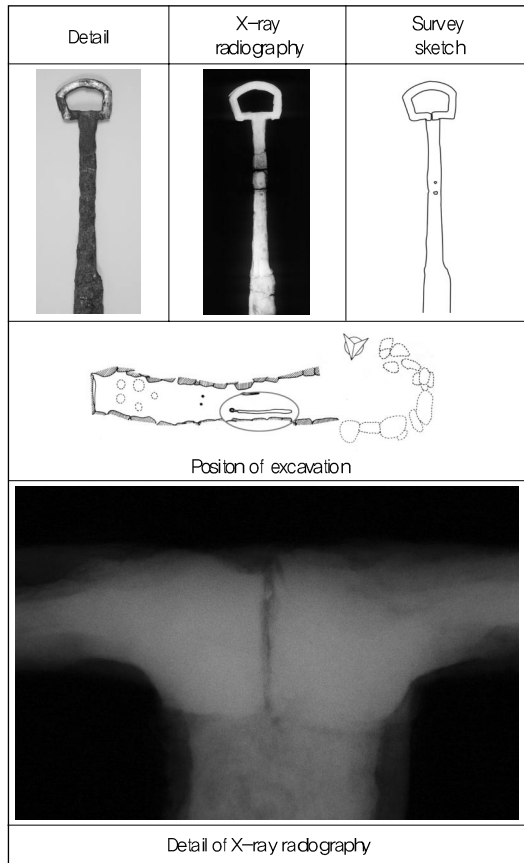 Detail
X-ray
radiography
Survey
sketch
Positon of excavation
Detail of X-ray radiography